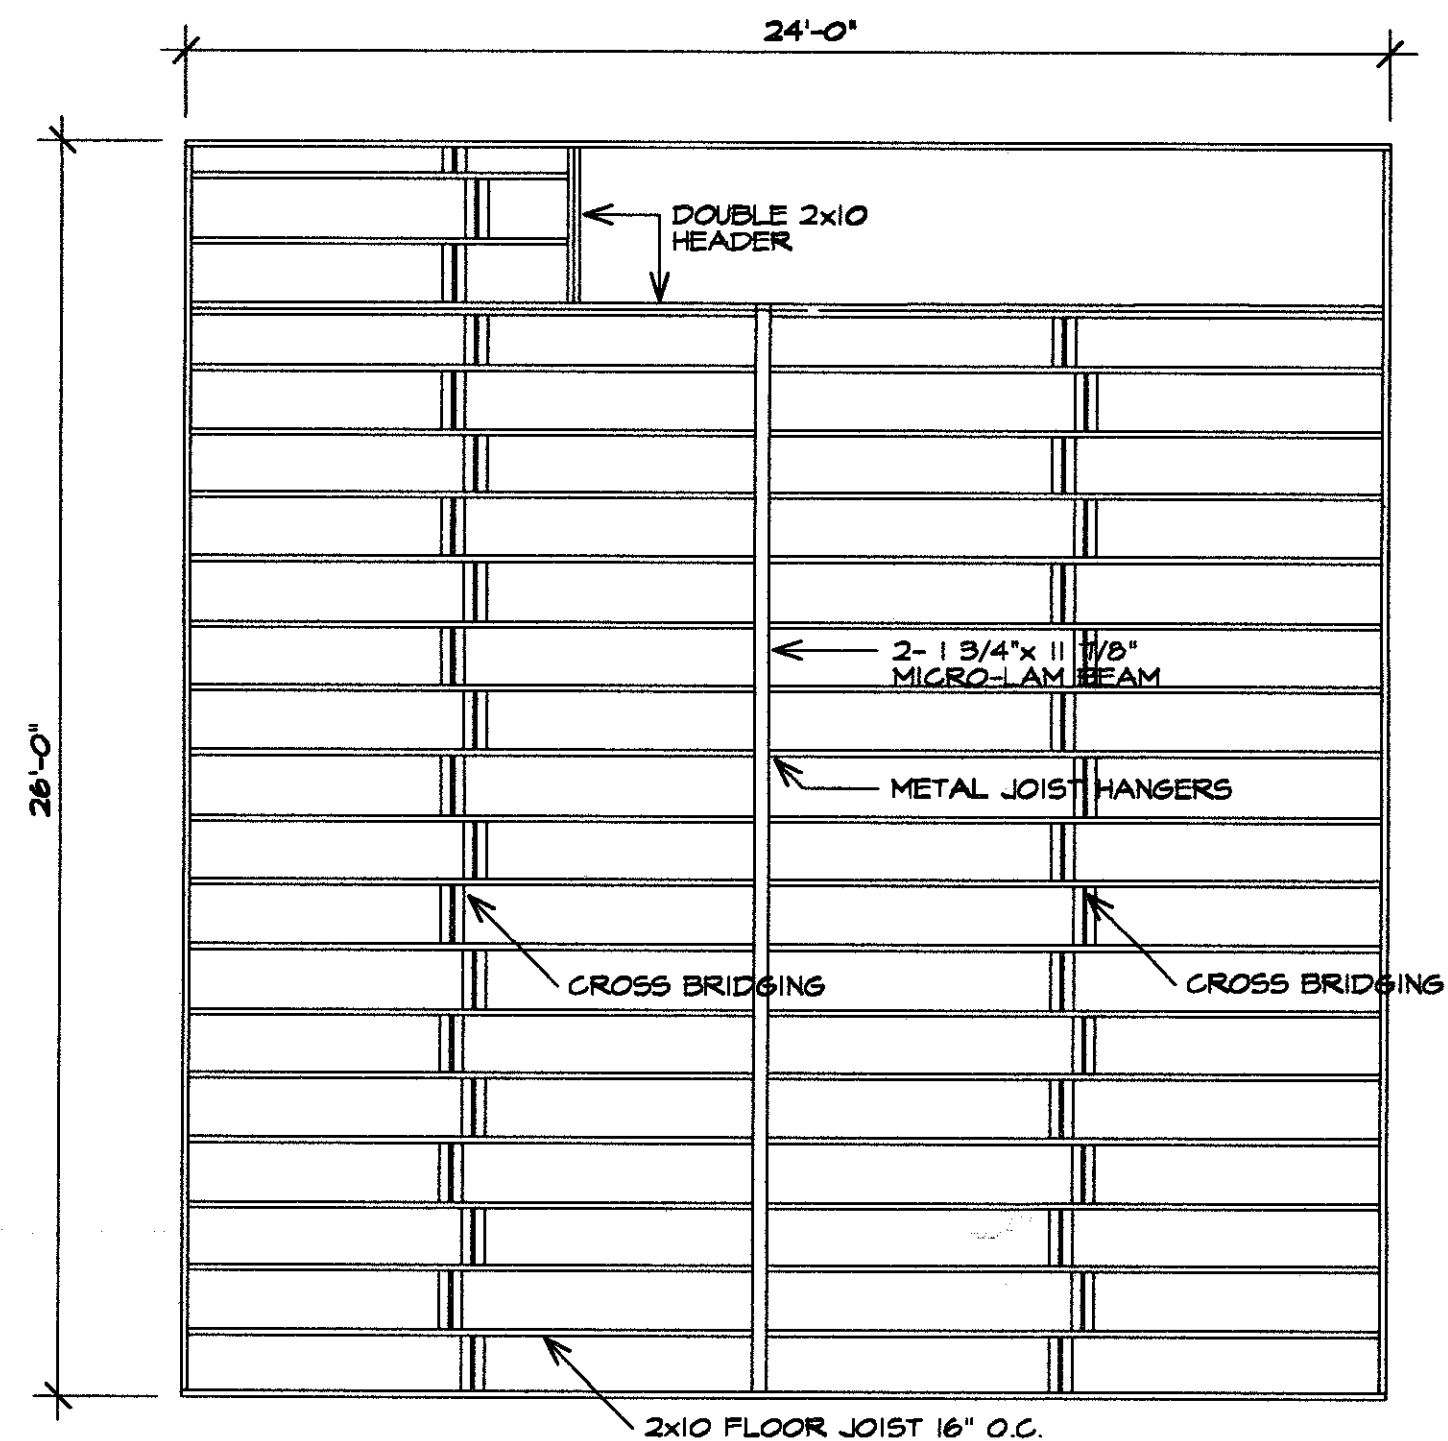 24'-0"
DOUBLE 2x10
HEADER
26'-0"
2- 1 3/4"x 11 7/8"
MICRO-LAM BEAM
METAL JOIST HANGERS
CROSS BRIDGING
CROSS BRIDGING
2x10 FLOOR JOIST 16" O.C.